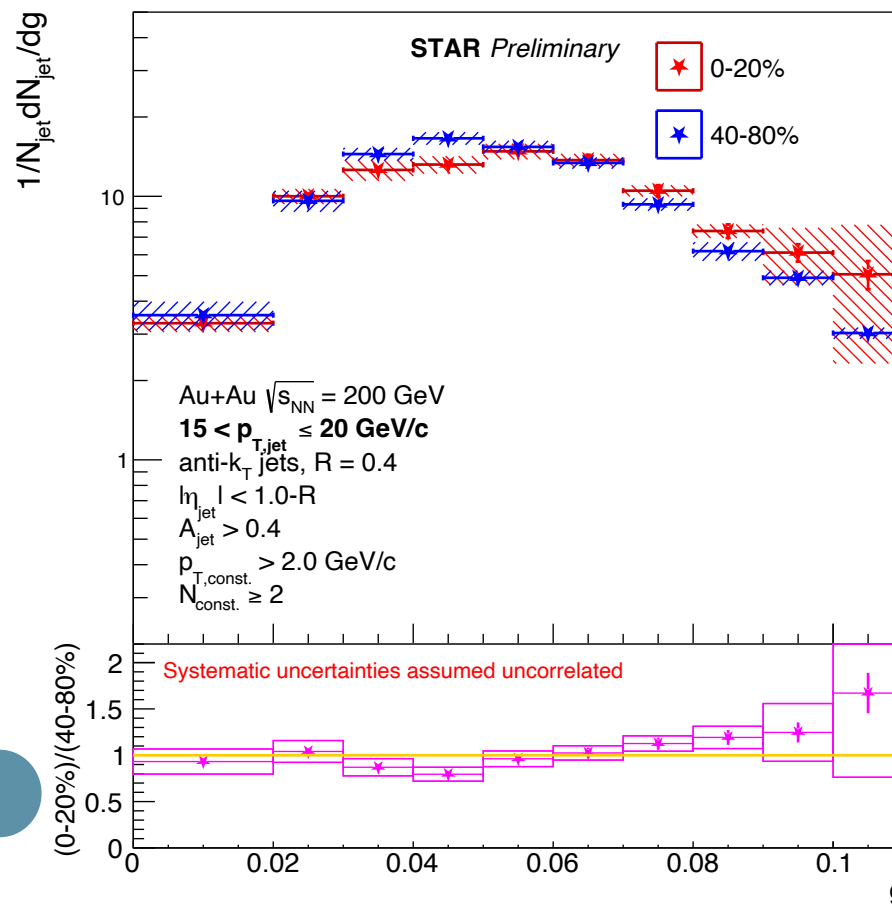 1/N_jet dN_jet/dg
STAR Preliminary
0-20%
40-80%
10
1
Au+Au √s_NN = 200 GeV
15 < p_T,jet ≤ 20 GeV/c
anti-k_T jets, R = 0.4
|η_jet| < 1.0-R
A_jet > 0.4
p_T,const. > 2.0 GeV/c
N_const. ≥ 2
(0-20%)/(40-80%)
Systematic uncertainties assumed uncorrelated
2
1.5
1
0.5
0
0 0.02 0.04 0.06 0.08 0.1